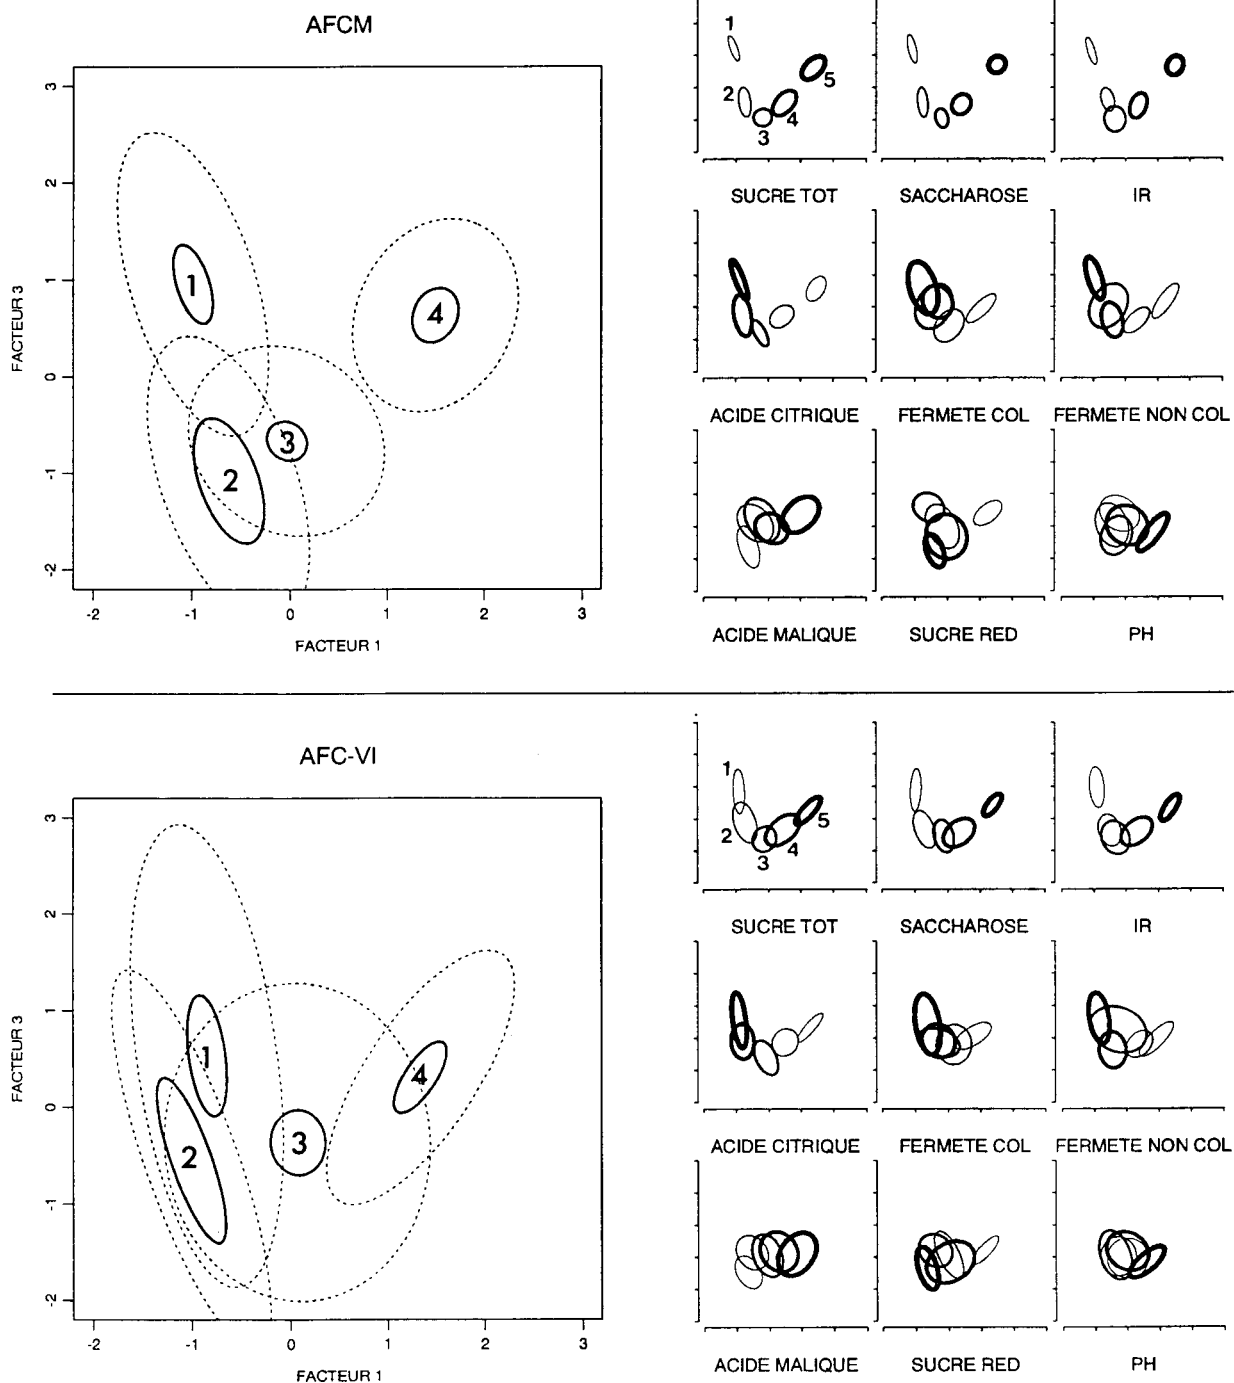 AFCM
3
2
1
0
-1
-2
FACTEUR 3
1
2
3
4
-2
-1
0
1
2
3
FACTEUR 1
1
2
3
4
5
SUCRE TOT
SACCHAROSE
IR
ACIDE CITRIQUE
FERMETE COL
FERMETE NON COL
ACIDE MALIQUE
SUCRE RED
PH
AFC-VI
3
2
1
0
-1
-2
FACTEUR 3
1
2
3
4
-2
-1
0
1
2
3
FACTEUR 1
1
2
3
4
5
SUCRE TOT
SACCHAROSE
IR
ACIDE CITRIQUE
FERMETE COL
FERMETE NON COL
ACIDE MALIQUE
SUCRE RED
PH